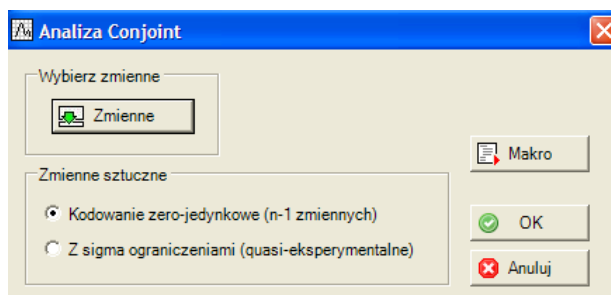 Analiza Conjoint
Wybierz zmienne
Zmienne
Makro
Zmienne sztuczne
Kodowanie zero-jedynkowe (n-1 zmiennych)
OK
Z sigma ograniczeniami (quasi-eksperymentalne)
Anuluj